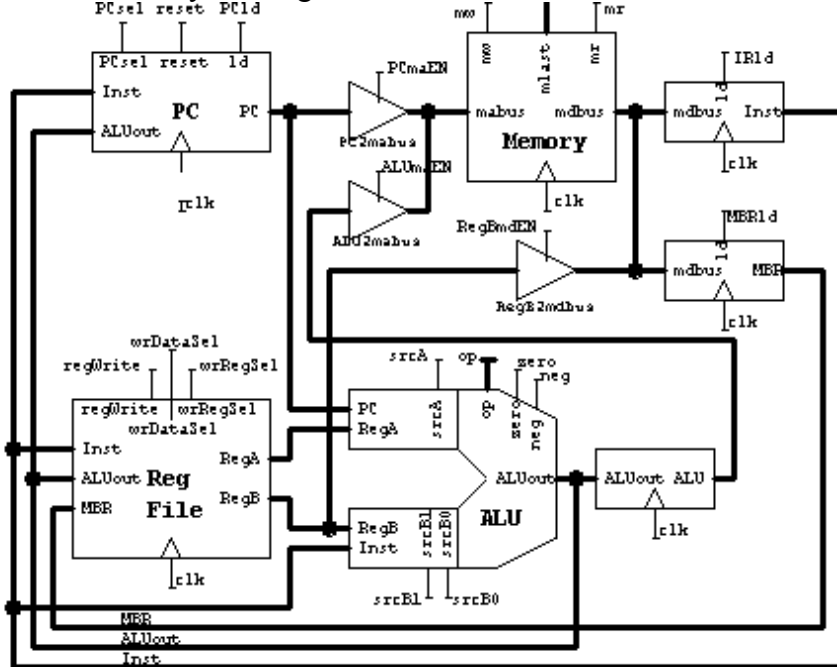 PCsel reset PCld
PCsel reset ld
Inst
PC
PC
ALUout
clk
PCmaEN
PC2mabus
ALUmaEN
ALU2mabus
mw
mr
mw
mlast
mr
mabus
mdbus
Memory
clk
IRld
ld
mdbus
Inst
clk
RegBmdEN
RegB2mdbus
MBRld
ld
mdbus
MBR
clk
wrDataSel
regWrite
wrRegSel
regWrite
wrRegSel
wrDataSel
Inst
RegA
ALUout
Reg
RegB
MBR
File
clk
srcA
op
zero
neg
PC
srcA
op
zero
neg
RegA
ALUout
RegB
srcB1
srcB0
ALU
Inst
srcB1
srcB0
ALUout
ALU
clk
MBR
ALUout
Inst